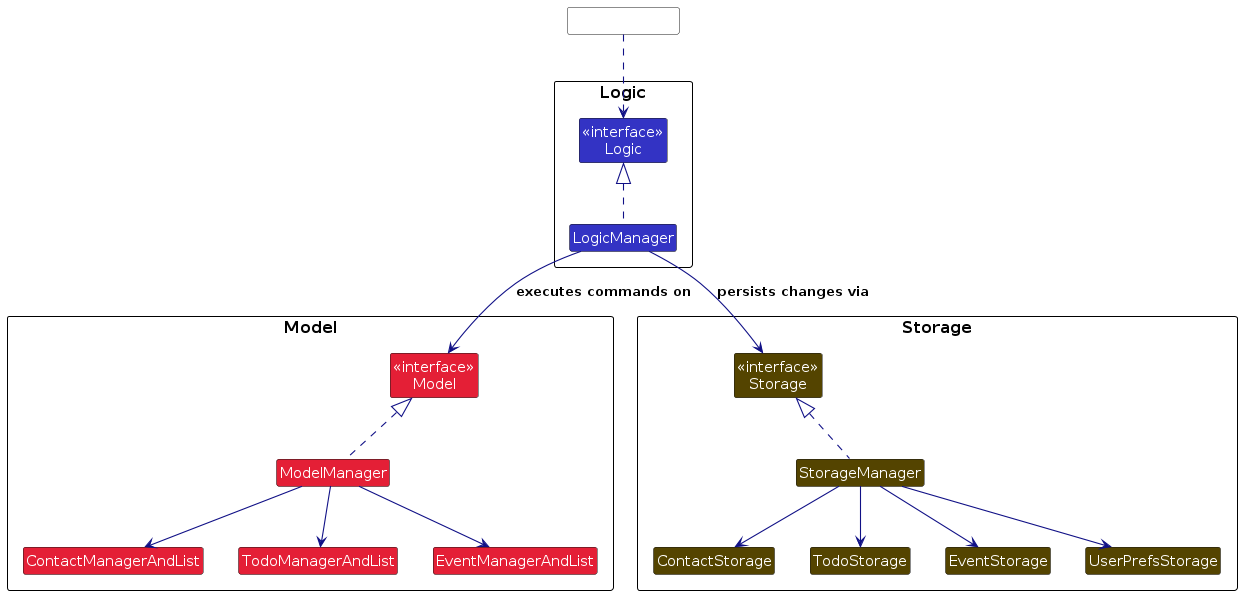 Logic
«interface»
Logic
LogicManager
executes commands on
persists changes via
Model
«interface»
Model
ModelManager
ContactManagerAndList
TodoManagerAndList
EventManagerAndList
Storage
«interface»
Storage
StorageManager
ContactStorage
TodoStorage
EventStorage
UserPrefsStorage